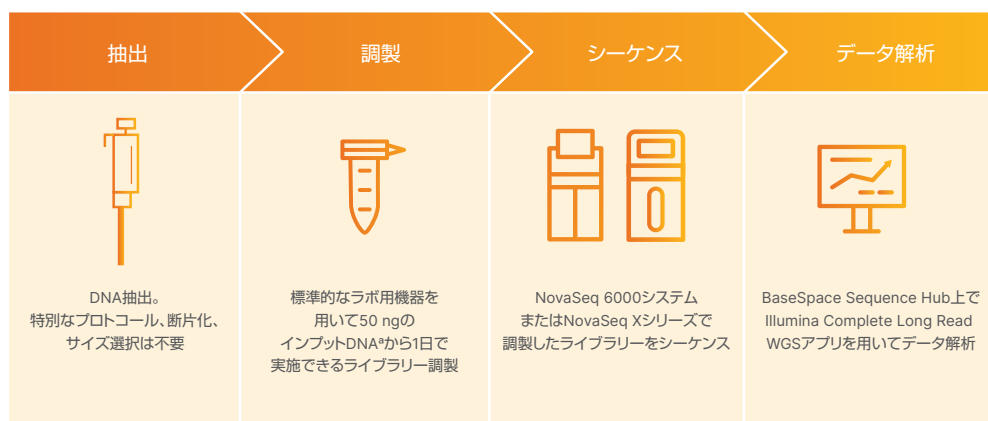 抽出
調製
シーケンス
データ解析
DNA抽出。
特別なプロトコール、断片化、
サイズ選択は不要
標準的なラボ用機器を
用いて50 ngの
インプットDNAᵃから1日で
実施できるライブラリー調製
NovaSeq 6000システム
またはNovaSeq Xシリーズで
調製したライブラリーをシーケンス
BaseSpace Sequence Hub上で
Illumina Complete Long Read
WGSアプリを用いてデータ解析